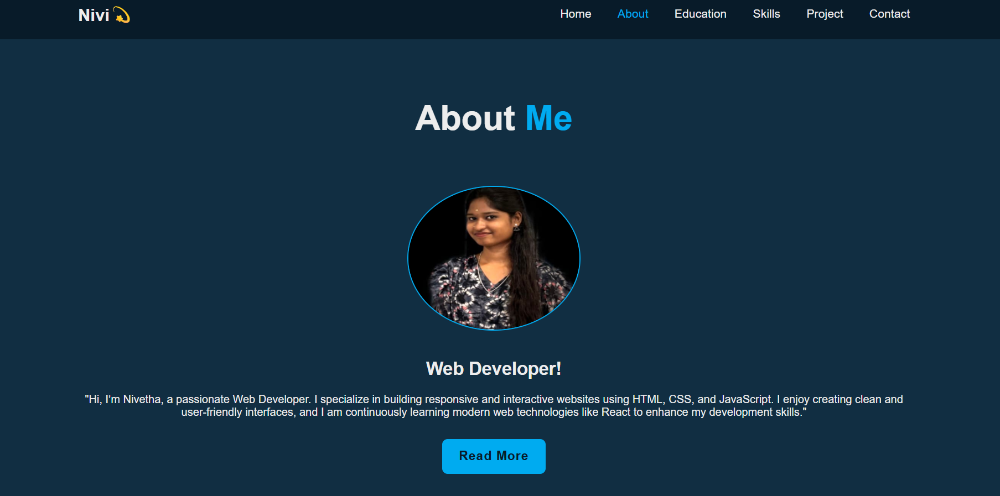 Nivi 💫
Home About Education Skills Project Contact
About Me
Web Developer!
"Hi, I’m Nivetha, a passionate Web Developer. I specialize in building responsive and interactive websites using HTML, CSS, and JavaScript. I enjoy creating clean and
user-friendly interfaces, and I am continuously learning modern web technologies like React to enhance my development skills."
Read More